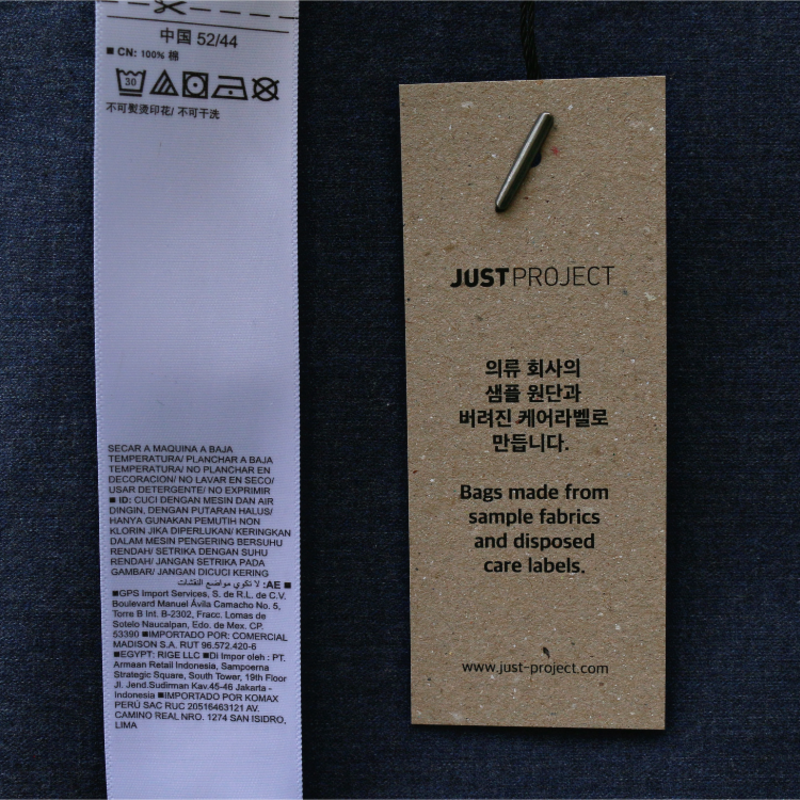 中国 52/44
■ CN: 100% 棉
30
不可熨烫印花/ 不可干洗
SECAR A MAQUINA A BAJA
TEMPERATURA/ PLANCHAR A BAJA
TEMPERATURA/ NO PLANCHAR EN
DECORACION/ NO LAVAR EN SECO/
USAR DETERGENTE/ NO EXPRIMIR
■ ID: CUCI DENGAN MESIN DAN AIR
DINGIN, DENGAN PUTARAN HALUS/
HANYA GUNAKAN PEMUTIH NON
KLORIN JIKA DIPERLUKAN/ KERINGKAN
DALAM MESIN PENGERING BERSUHU
RENDAH/ SETRIKA DENGAN SUHU
RENDAH/ JANGAN SETRIKA PADA
GAMBAR/ JANGAN DICUCI KERING
■ AE: لا تكوي مواضع النقشات
■GPS Import Services, S. de R.L. de C.V.
Boulevard Manuel Ávila Camacho No. 5,
Torre B Int. B-2302, Fracc. Lomas de
Sotelo Naucalpan, Edo. de Mex. CP.
53390 ■IMPORTADO POR: COMERCIAL
MADISON S.A. RUT 96.572.420-6
■EGYPT: RIGE LLC ■Di Impor oleh : PT.
Armaan Retail Indonesia, Sampoerna
Strategic Square, South Tower, 19th Floor
Jl. Jend.Sudirman Kav.45-46 Jakarta -
Indonesia ■IMPORTADO POR KOMAX
PERÚ SAC RUC 20516463121 AV.
CAMINO REAL NRO. 1274 SAN ISIDRO,
LIMA
JUSTPROJECT
의류 회사의
샘플 원단과
버려진 케어라벨로
만듭니다.
Bags made from
sample fabrics
and disposed
care labels.
www.just-project.com